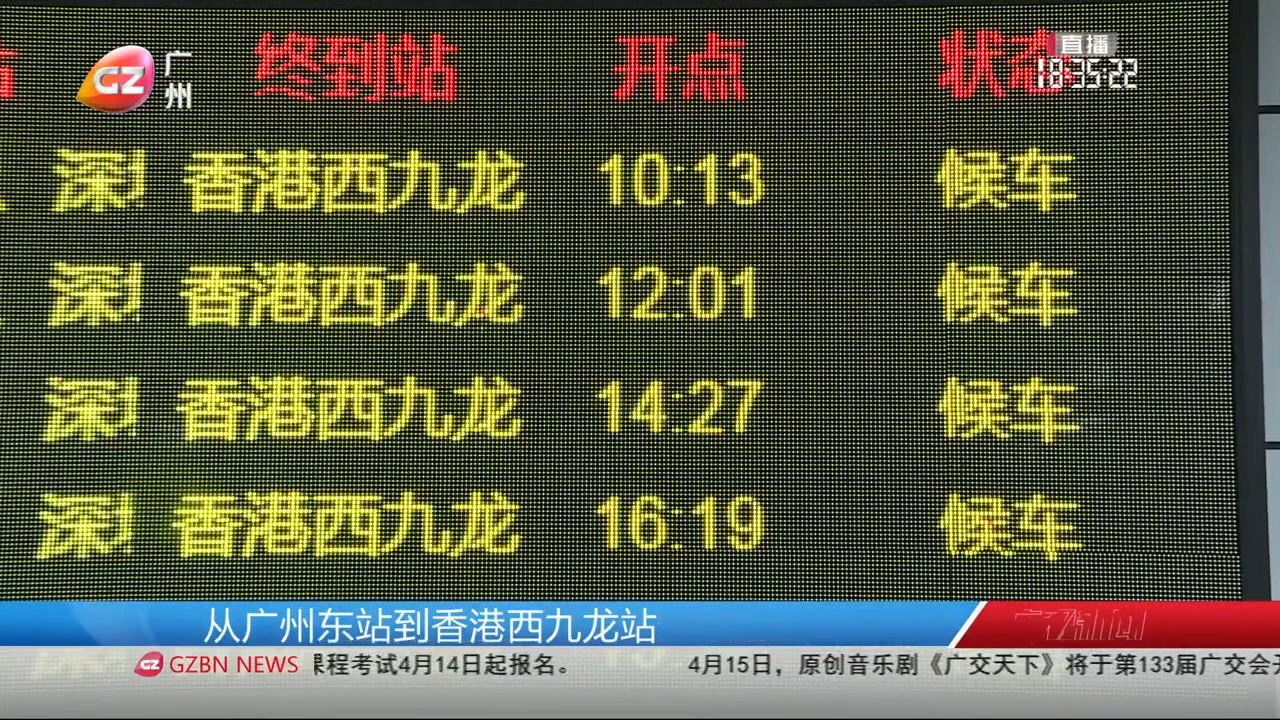 广州
直播
18:35:22
终到站 开点 状态
深 香港西九龙 10:13 候车
深 香港西九龙 12:01 候车
深 香港西九龙 14:27 候车
深 香港西九龙 16:19 候车
从广州东站到香港西九龙站
GZ GZBN NEWS 课程考试4月14日起报名。 4月15日，原创音乐剧《广交天下》将于第133届广交会